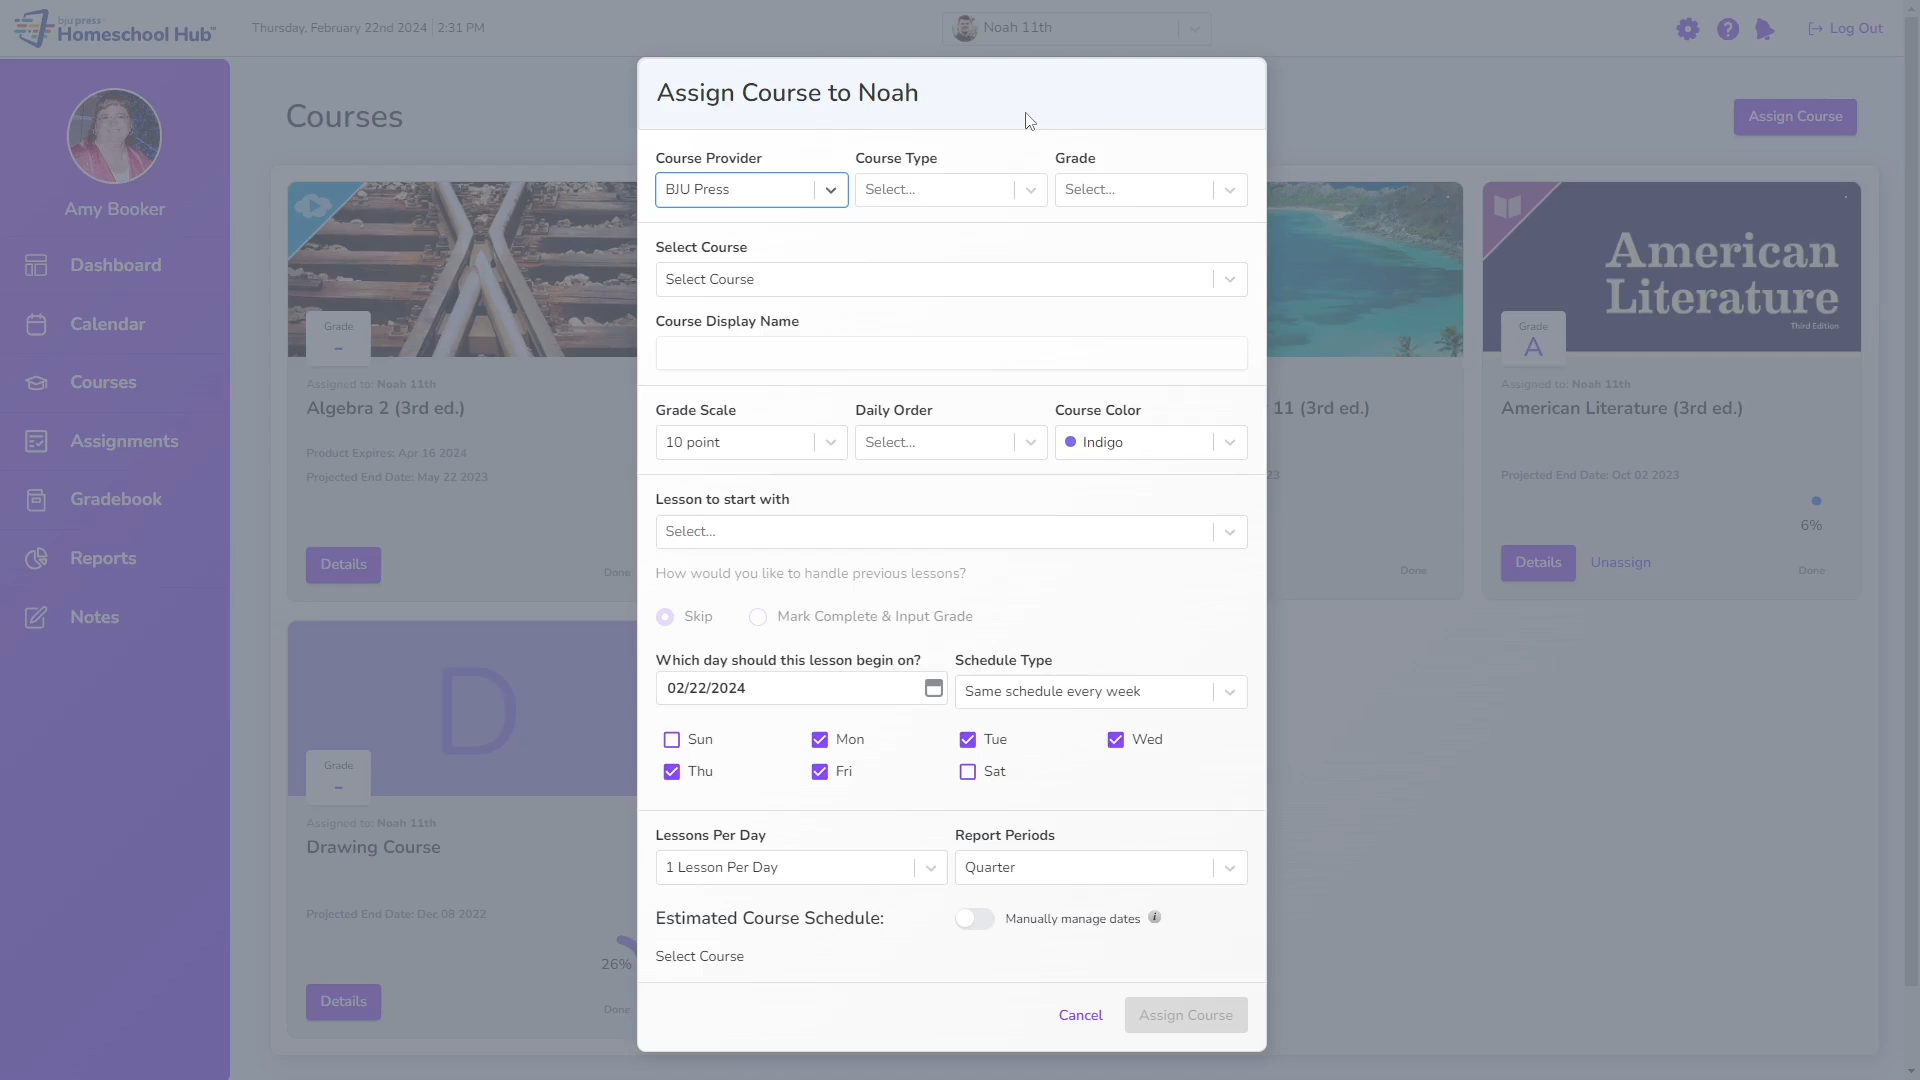 bju press
Homeschool Hub™
Thursday, February 22nd 2024 | 2:31 PM
Noah 11th
Log Out
Amy Booker
Dashboard
Calendar
Courses
Assignments
Gradebook
Reports
Notes
Courses
Assign Course
Grade
-
Assigned to: Noah 11th
Algebra 2 (3rd ed.)
Product Expires: Apr 16 2024
Projected End Date: May 22 2023
Details
Done
D
Grade
-
Assigned to: Noah 11th
Drawing Course
Projected End Date: Dec 08 2022
26%
Details
Done
Assign Course to Noah
Course Provider
Course Type
Grade
BJU Press
Select...
Select...
Select Course
Select Course
Course Display Name
Grade Scale
Daily Order
Course Color
10 point
Select...
Indigo
Lesson to start with
Select...
How would you like to handle previous lessons?
Skip
Mark Complete & Input Grade
Which day should this lesson begin on?
Schedule Type
02/22/2024
Same schedule every week
Sun
Mon
Tue
Wed
Thu
Fri
Sat
Lessons Per Day
Report Periods
1 Lesson Per Day
Quarter
Estimated Course Schedule:
Manually manage dates
Select Course
Cancel
Assign Course
11 (3rd ed.)
23
Done
American
Literature
Third Edition
Grade
A
Assigned to: Noah 11th
American Literature (3rd ed.)
Projected End Date: Oct 02 2023
6%
Details
Unassign
Done